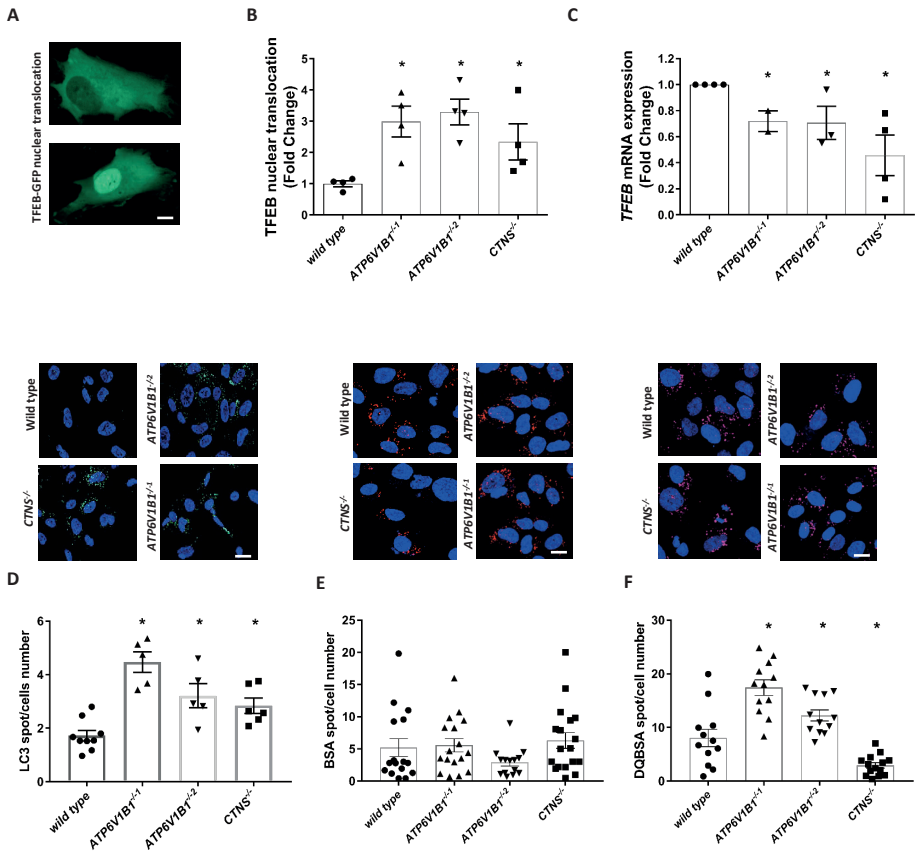 A
TFEB-GFP nuclear translocation
B
TFEB nuclear translocation
(Fold Change)
5
4
3
2
1
0
*
*
*
wild type
ATP6V1B1-/-1
ATP6V1B1-/-2
CTNS-/-
C
TFEB mRNA expression
(Fold Change)
1.2
1.0
0.8
0.6
0.4
0.2
0.0
*
*
*
wild type
ATP6V1B1-/-1
ATP6V1B1-/-2
CTNS-/-
Wild type
ATP6V1B1-/-2
CTNS-/-
ATP6V1B1-/-1
Wild type
ATP6V1B1-/-2
CTNS-/-
ATP6V1B1-/-1
Wild type
ATP6V1B1-/-2
CTNS-/-
ATP6V1B1-/-1
D
LC3 spot/cells number
6
4
2
0
*
*
*
wild type
ATP6V1B1-/-1
ATP6V1B1-/-2
CTNS-/-
E
BSA spot/cell number
25
20
15
10
5
0
wild type
ATP6V1B1-/-1
ATP6V1B1-/-2
CTNS-/-
F
DQBSA spot/cell number
30
20
10
0
*
*
*
wild type
ATP6V1B1-/-1
ATP6V1B1-/-2
CTNS-/-